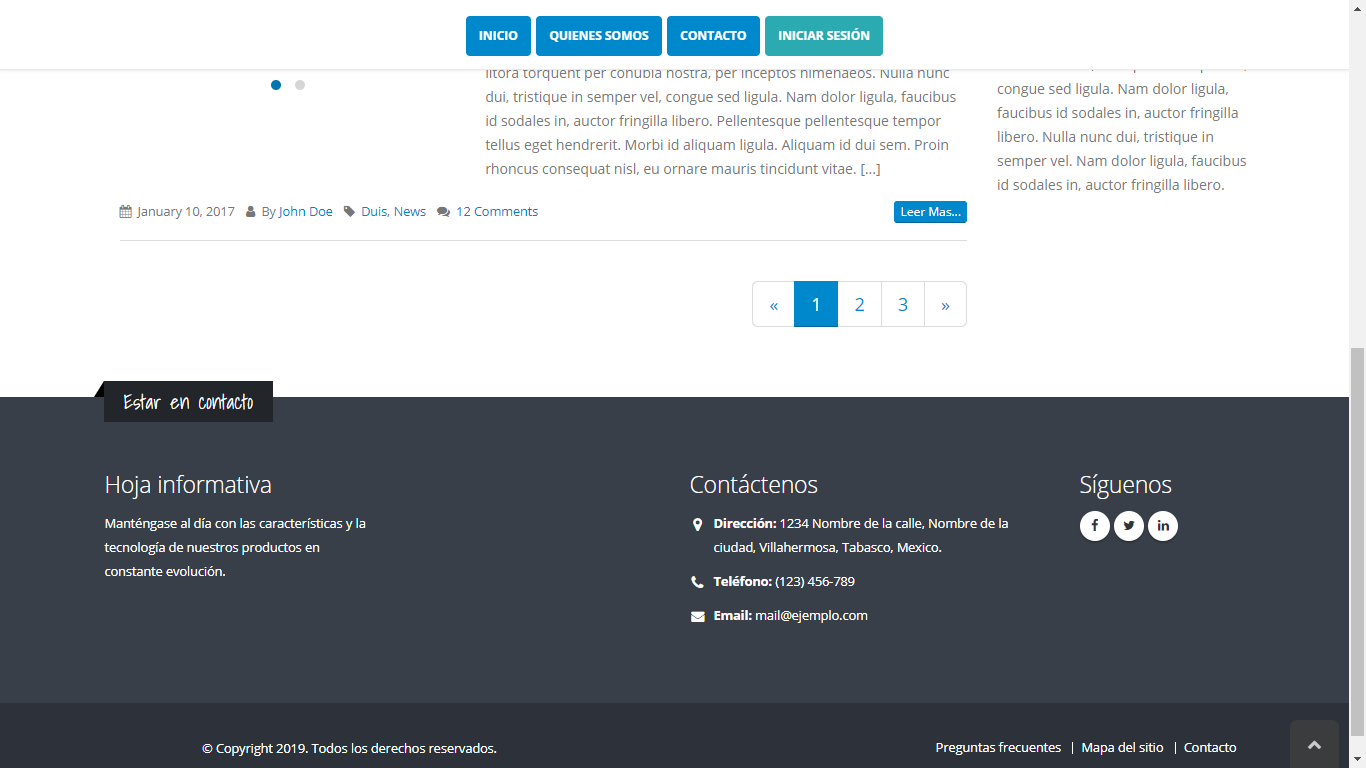 INICIO QUIENES SOMOS CONTACTO INICIAR SESIÓN
litora torquent per conubia nostra, per inceptos himenaeos. Nulla nunc
dui, tristique in semper vel, congue sed ligula. Nam dolor ligula, faucibus
id sodales in, auctor fringilla libero. Pellentesque pellentesque tempor
tellus eget hendrerit. Morbi id aliquam ligula. Aliquam id dui sem. Proin
rhoncus consequat nisl, eu ornare mauris tincidunt vitae. [...]
congue sed ligula. Nam dolor ligula,
faucibus id sodales in, auctor fringilla
libero. Nulla nunc dui, tristique in
semper vel. Nam dolor ligula, faucibus
id sodales in, auctor fringilla libero.
January 10, 2017 By John Doe Duis, News 12 Comments Leer Mas...
« 1 2 3 »
Estar en contacto
Hoja informativa
Manténgase al día con las características y la
tecnología de nuestros productos en
constante evolución.
Contáctenos
Dirección: 1234 Nombre de la calle, Nombre de la
ciudad, Villahermosa, Tabasco, Mexico.
Teléfono: (123) 456-789
Email: mail@ejemplo.com
Síguenos
© Copyright 2019. Todos los derechos reservados.
Preguntas frecuentes | Mapa del sitio | Contacto